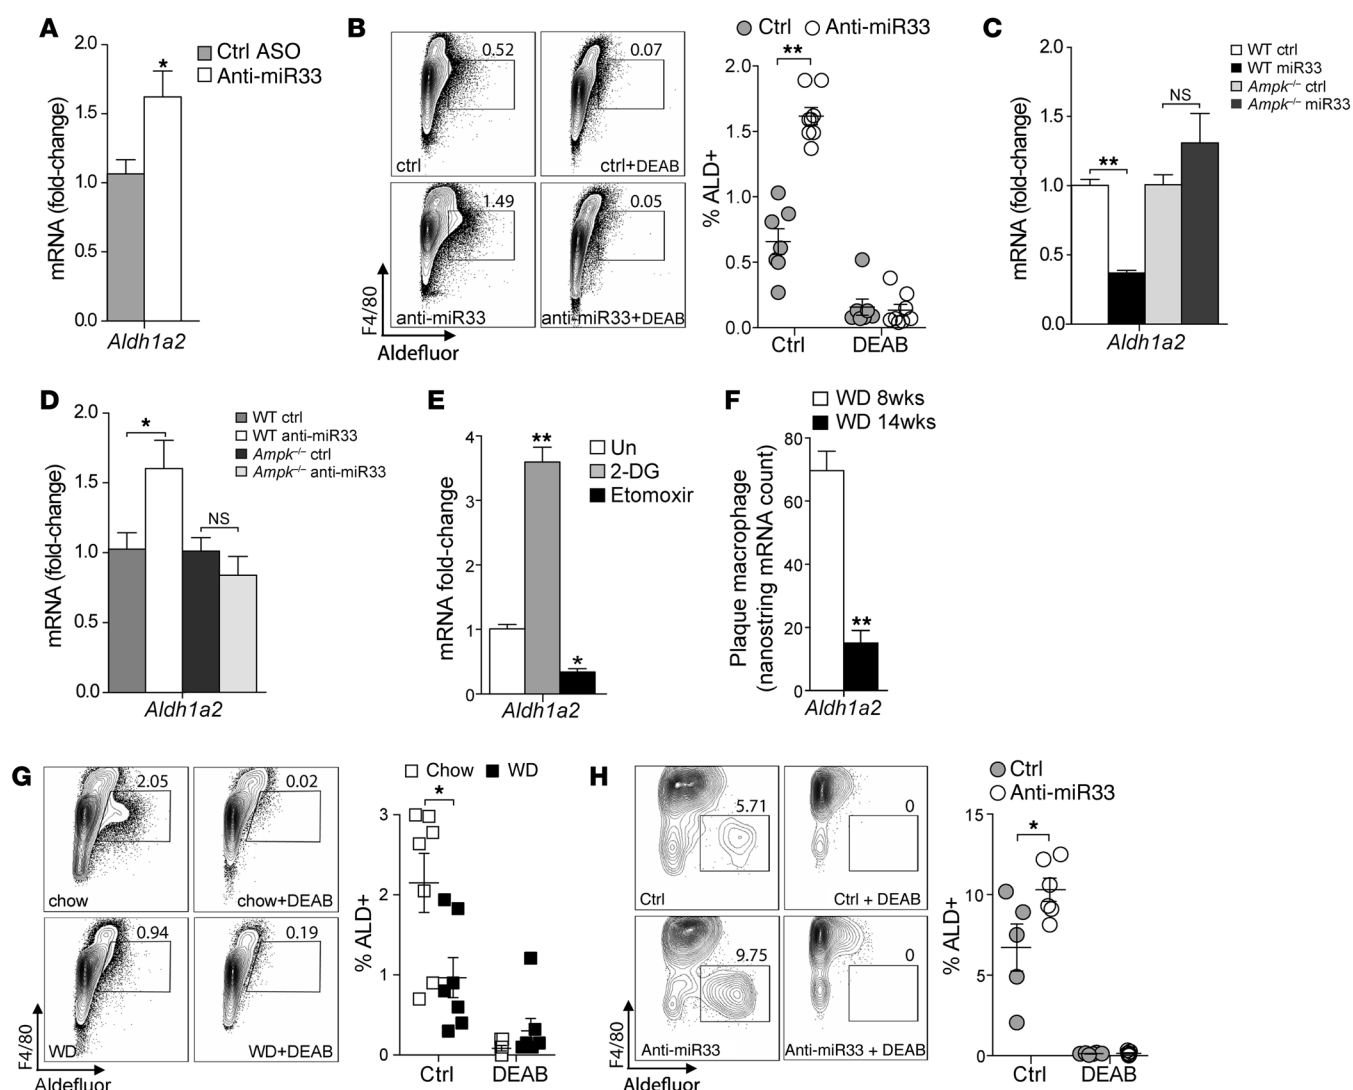 A
2.0
1.5
1.0
0.5
0.0
mRNA (fold-change)
Ctrl ASO
Anti-miR33
*
Aldh1a2
B
0.52
ctrl
0.07
ctrl+DEAB
1.49
anti-miR33
0.05
anti-miR33+DEAB
F4/80
Aldefluor
Ctrl
Anti-miR33
**
2.0
1.5
1.0
0.5
0.0
% ALD+
Ctrl
DEAB
C
2.0
1.5
1.0
0.5
0.0
mRNA (fold-change)
WT ctrl
WT miR33
Ampk–/– ctrl
Ampk–/– miR33
**
NS
Aldh1a2
D
2.0
1.5
1.0
0.5
0.0
mRNA (fold-change)
WT ctrl
WT anti-miR33
Ampk–/– ctrl
Ampk–/– anti-miR33
*
NS
Aldh1a2
E
4
3
2
1
0
mRNA fold-change
Un
2-DG
Etomoxir
**
*
Aldh1a2
F
WD 8wks
WD 14wks
80
60
40
20
0
Plaque macrophage
(nanostring mRNA count)
**
Aldh1a2
G
2.05
chow
0.02
chow+DEAB
0.94
WD
0.19
WD+DEAB
F4/80
Aldefluor
Chow
WD
*
3
2
1
0
% ALD+
Ctrl
DEAB
H
5.71
Ctrl
0
Ctrl + DEAB
9.75
Anti-miR33
0
Anti-miR33 + DEAB
F4/80
Aldefluor
Ctrl
Anti-miR33
*
15
10
5
0
% ALD+
Ctrl
DEAB